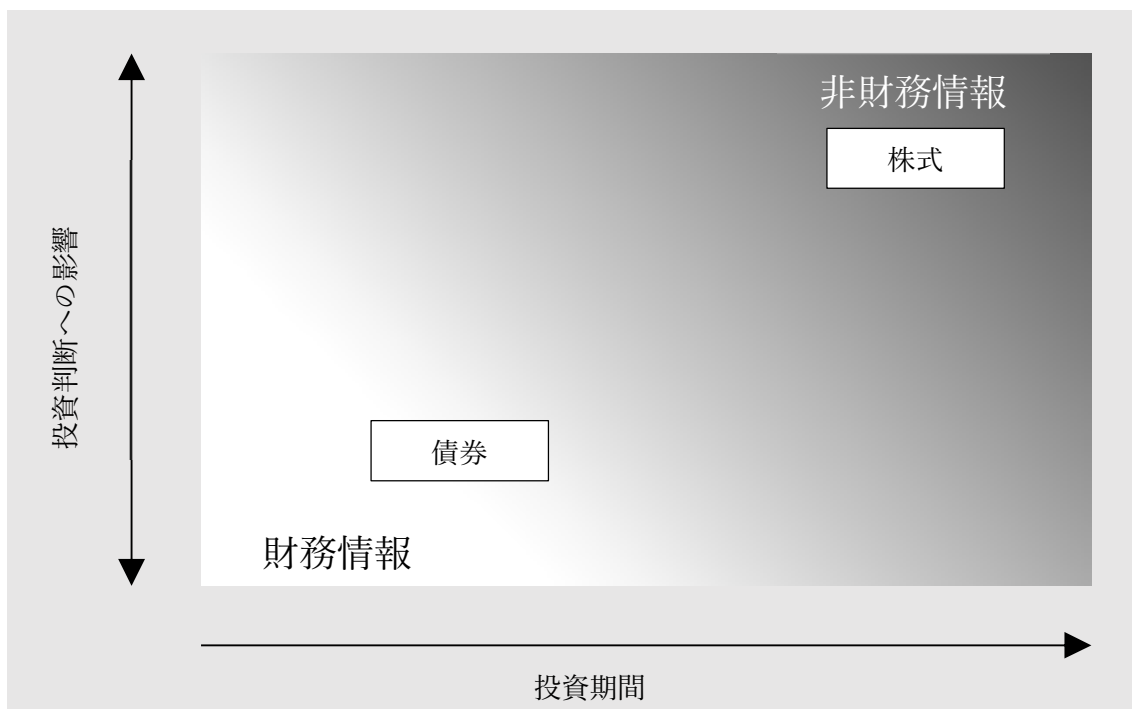 非財務情報
株式
投資判断への影響
債券
財務情報
投資期間